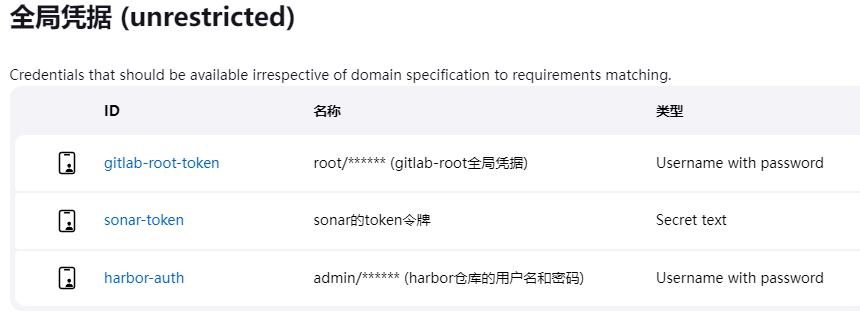 全局凭据 (unrestricted)
Credentials that should be available irrespective of domain specification to requirements matching.
ID 名称 类型
gitlab-root-token root/****** (gitlab-root全局凭据) Username with password
sonar-token sonar的token令牌 Secret text
harbor-auth admin/****** (harbor仓库的用户名和密码) Username with password